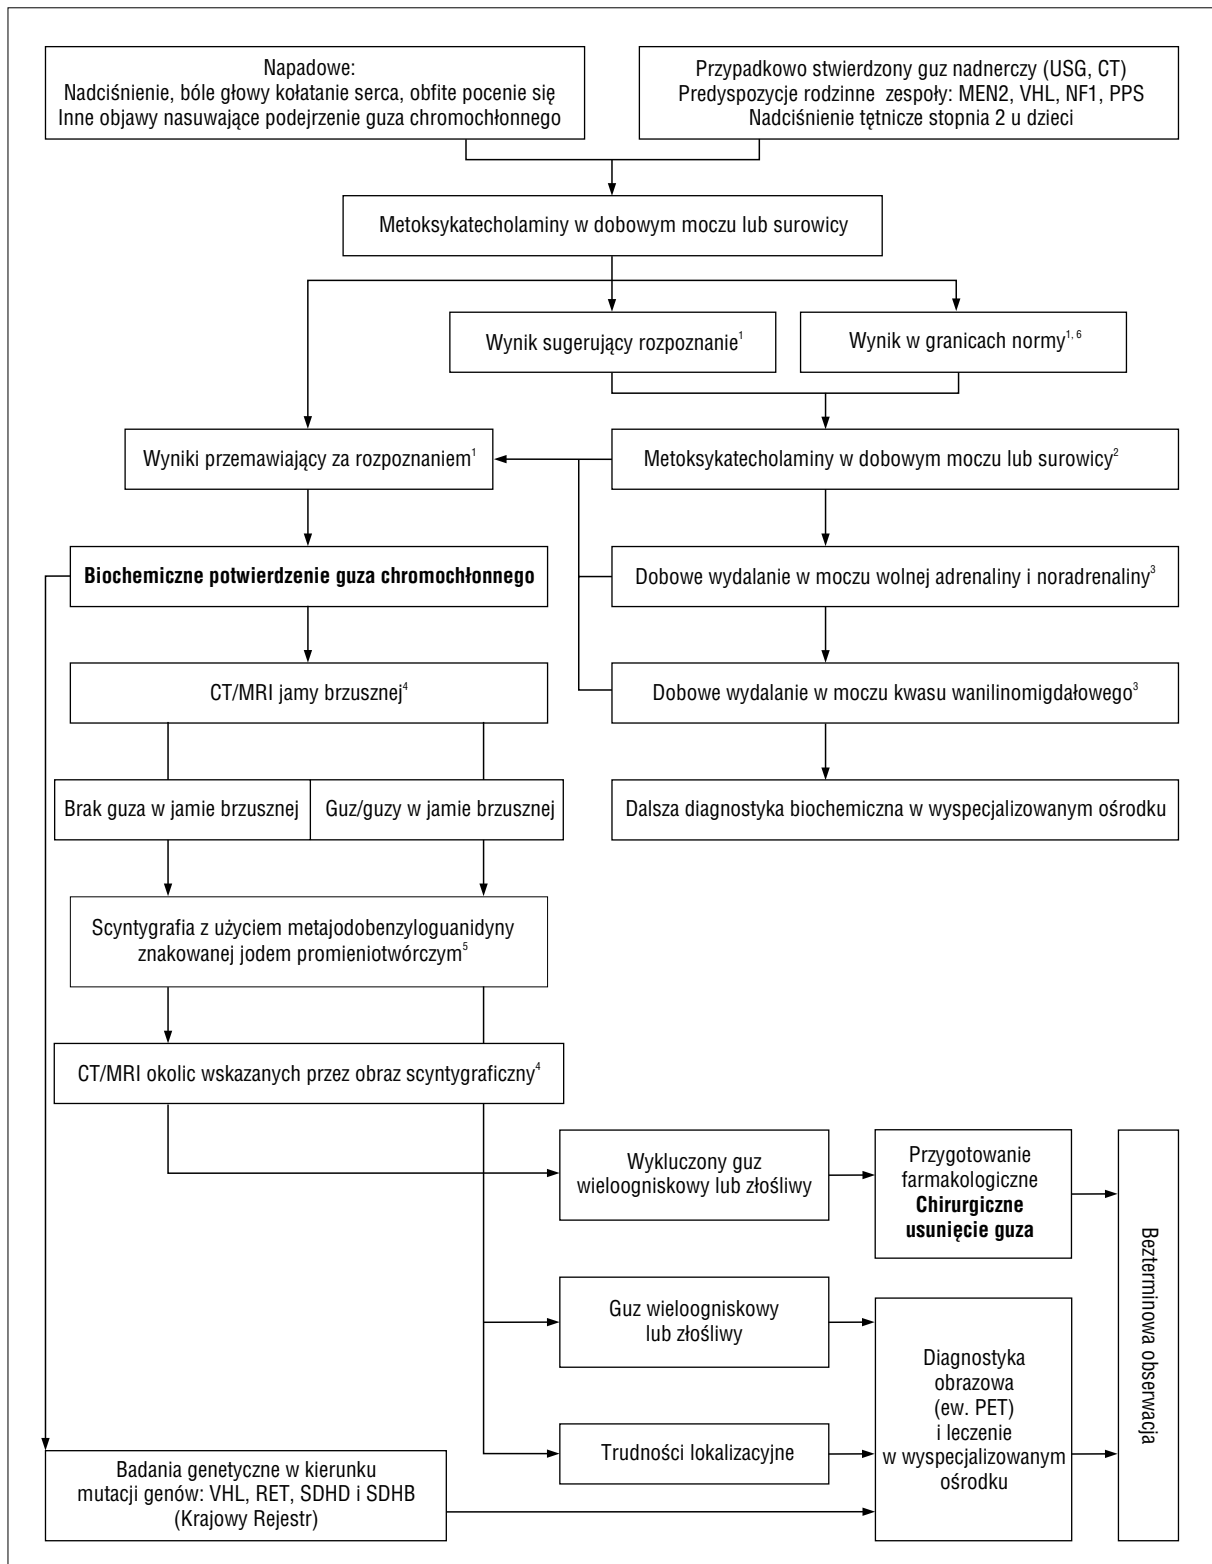 Napadowe:
Nadciśnienie, bóle głowy kołatanie serca, obfite pocenie się
Inne objawy nasuwające podejrzenie guza chromochłonnego
Przypadkowo stwierdzony guz nadnerczy (USG, CT)
Predyspozycje rodzinne zespoły: MEN2, VHL, NF1, PPS
Nadciśnienie tętnicze stopnia 2 u dzieci
Metoksykatecholaminy w dobowym moczu lub surowicy
Wynik sugerujący rozpoznanie¹
Wynik w granicach normy¹, ⁶
Wyniki przemawiający za rozpoznaniem¹
Metoksykatecholaminy w dobowym moczu lub surowicy²
Biochemiczne potwierdzenie guza chromochłonnego
Dobowe wydalanie w moczu wolnej adrenaliny i noradrenaliny³
CT/MRI jamy brzusznej⁴
Dobowe wydalanie w moczu kwasu wanilinomigdałowego³
Brak guza w jamie brzusznej
Guz/guzy w jamie brzusznej
Dalsza diagnostyka biochemiczna w wyspecjalizowanym ośrodku
Scyntygrafia z użyciem metajodobenzyloguanidyny
znakowanej jodem promieniotwórczym⁵
CT/MRI okolic wskazanych przez obraz scyntygraficzny⁴
Wykluczony guz
wieloogniskowy lub złośliwy
Przygotowanie
farmakologiczne
Chirurgiczne
usunięcie guza
Bezterminowa obserwacja
Guz wieloogniskowy
lub złośliwy
Diagnostyka
obrazowa
(ew. PET)
i leczenie
w wyspecjalizowanym
ośrodku
Trudności lokalizacyjne
Badania genetyczne w kierunku
mutacji genów: VHL, RET, SDHD i SDHB
(Krajowy Rejestr)